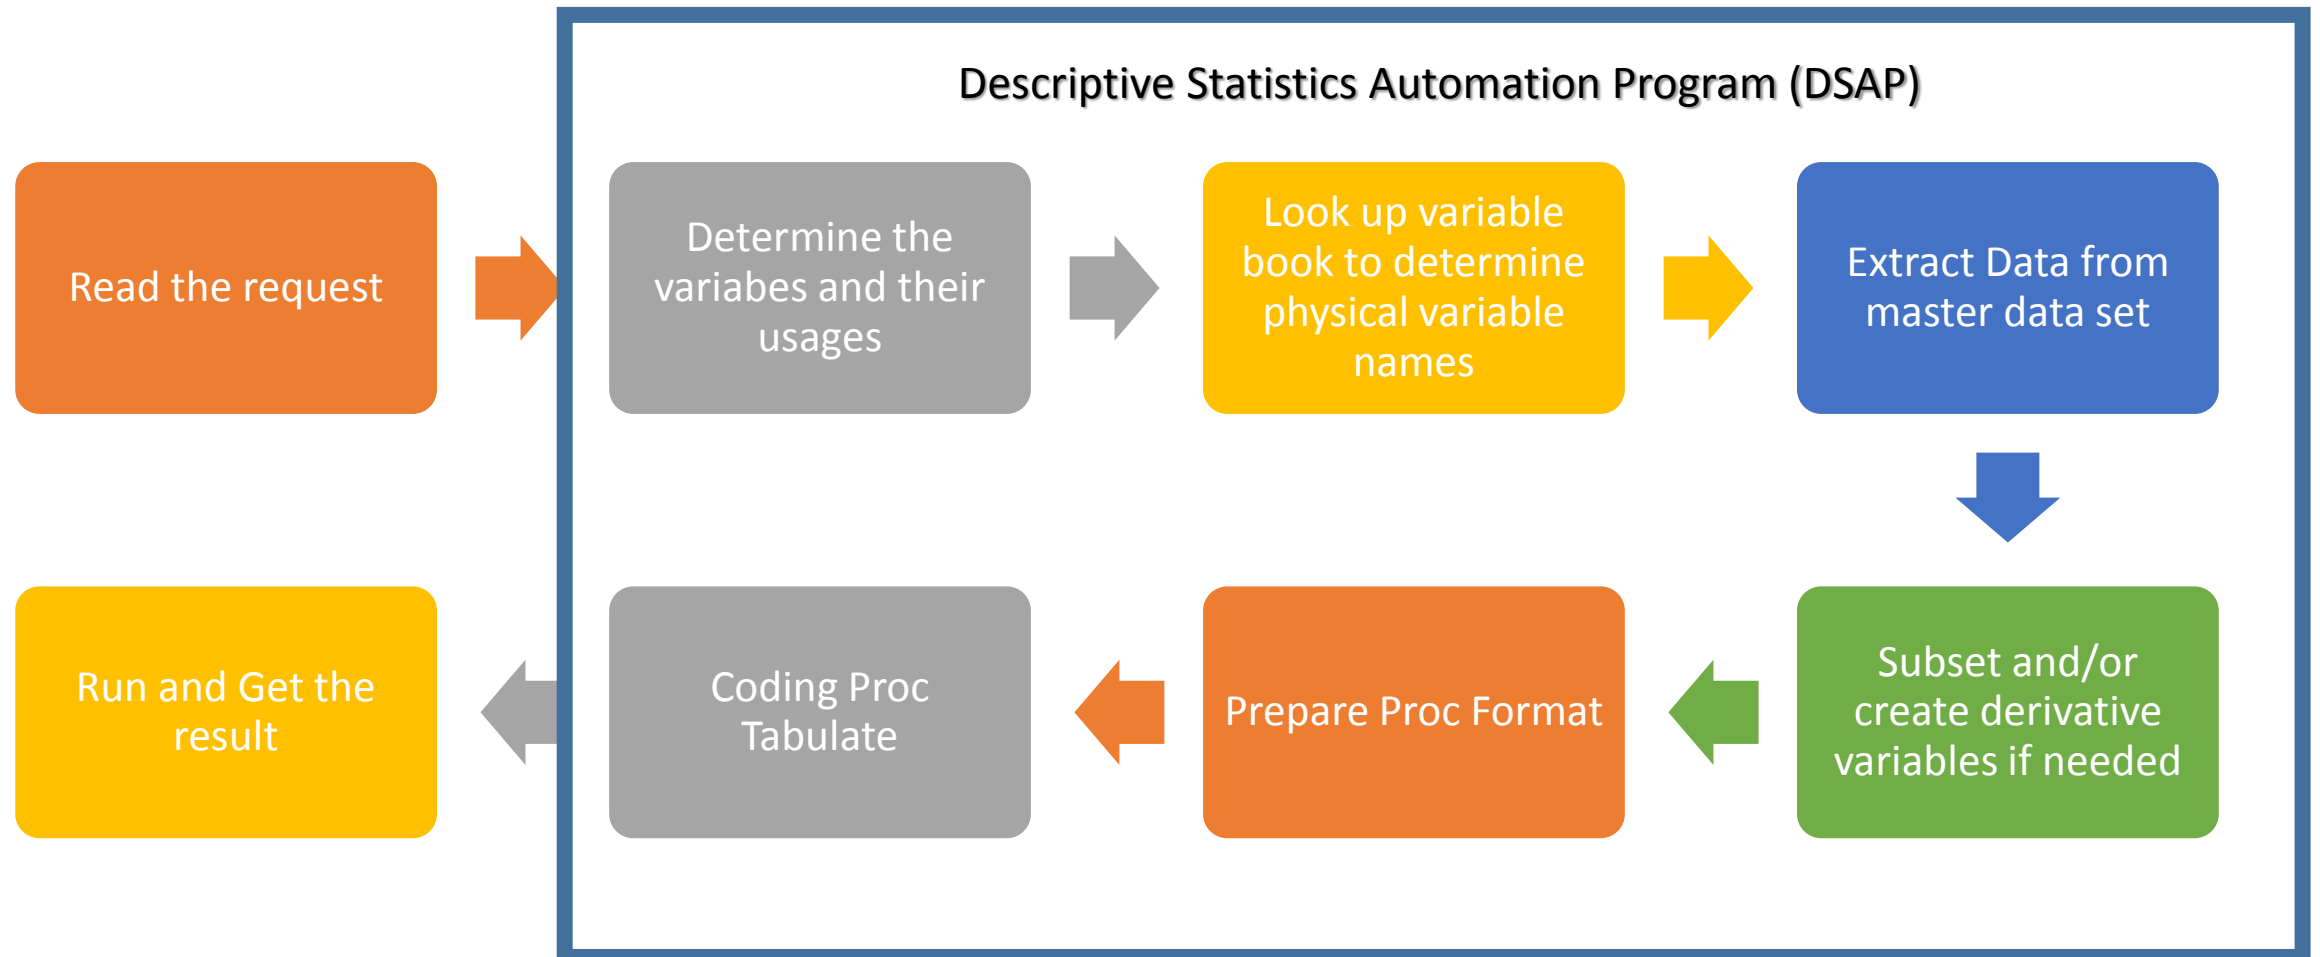 Descriptive Statistics Automation Program (DSAP)
Read the request
Determine the
variabes and their
usages
Look up variable
book to determine
physical variable
names
Extract Data from
master data set
Subset and/or
create derivative
variables if needed
Prepare Proc Format
Coding Proc
Tabulate
Run and Get the
result